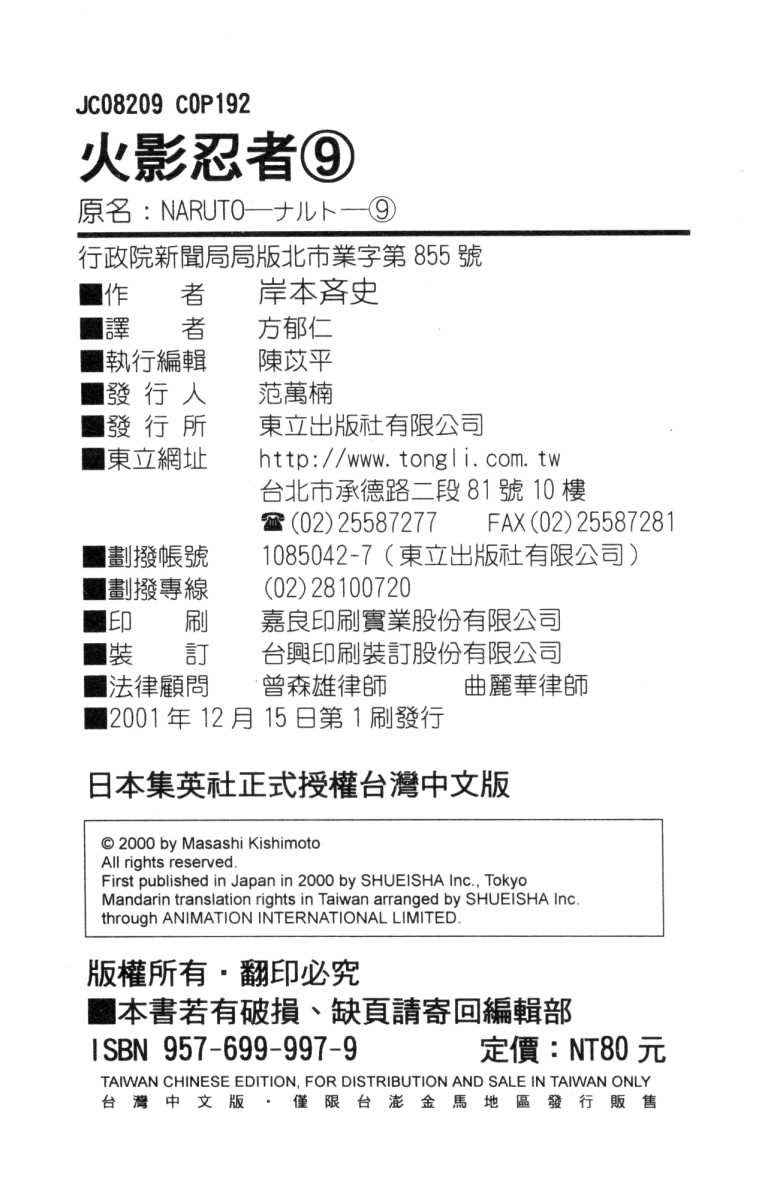 JC08209 C0P192
火影忍者⑨
原名：NARUTO—ナルト—⑨
行政院新聞局局版北市業字第 855 號
■作　者　岸本斉史
■譯　者　方郁仁
■執行編輯　陳苡平
■發 行 人　范萬楠
■發 行 所　東立出版社有限公司
■東立網址　http://www.tongli.com.tw
台北市承德路二段 81 號 10 樓
☎(02)25587277　FAX(02)25587281
■劃撥帳號　1085042-7（東立出版社有限公司）
■劃撥專線　(02)28100720
■印　刷　嘉良印刷實業股份有限公司
■裝　訂　台興印刷裝訂股份有限公司
■法律顧問　曾森雄律師　曲麗華律師
■2001 年 12 月 15 日第 1 刷發行
日本集英社正式授權台灣中文版
© 2000 by Masashi Kishimoto
All rights reserved.
First published in Japan in 2000 by SHUEISHA Inc., Tokyo
Mandarin translation rights in Taiwan arranged by SHUEISHA Inc.
through ANIMATION INTERNATIONAL LIMITED.
版權所有・翻印必究
■本書若有破損、缺頁請寄回編輯部
ISBN 957-699-997-9　定價：NT80 元
TAIWAN CHINESE EDITION, FOR DISTRIBUTION AND SALE IN TAIWAN ONLY
台灣中文版・僅限台澎金馬地區發行販售